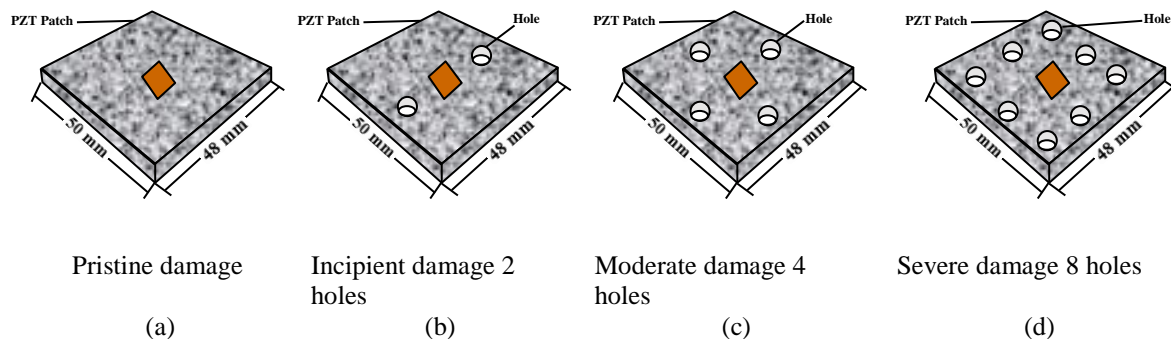 PZT Patch
50 mm
48 mm
Pristine damage
(a)
PZT Patch
Hole
50 mm
48 mm
Incipient damage 2
holes
(b)
PZT Patch
Hole
50 mm
48 mm
Moderate damage 4
holes
(c)
PZT Patch
Hole
50 mm
48 mm
Severe damage 8 holes
(d)